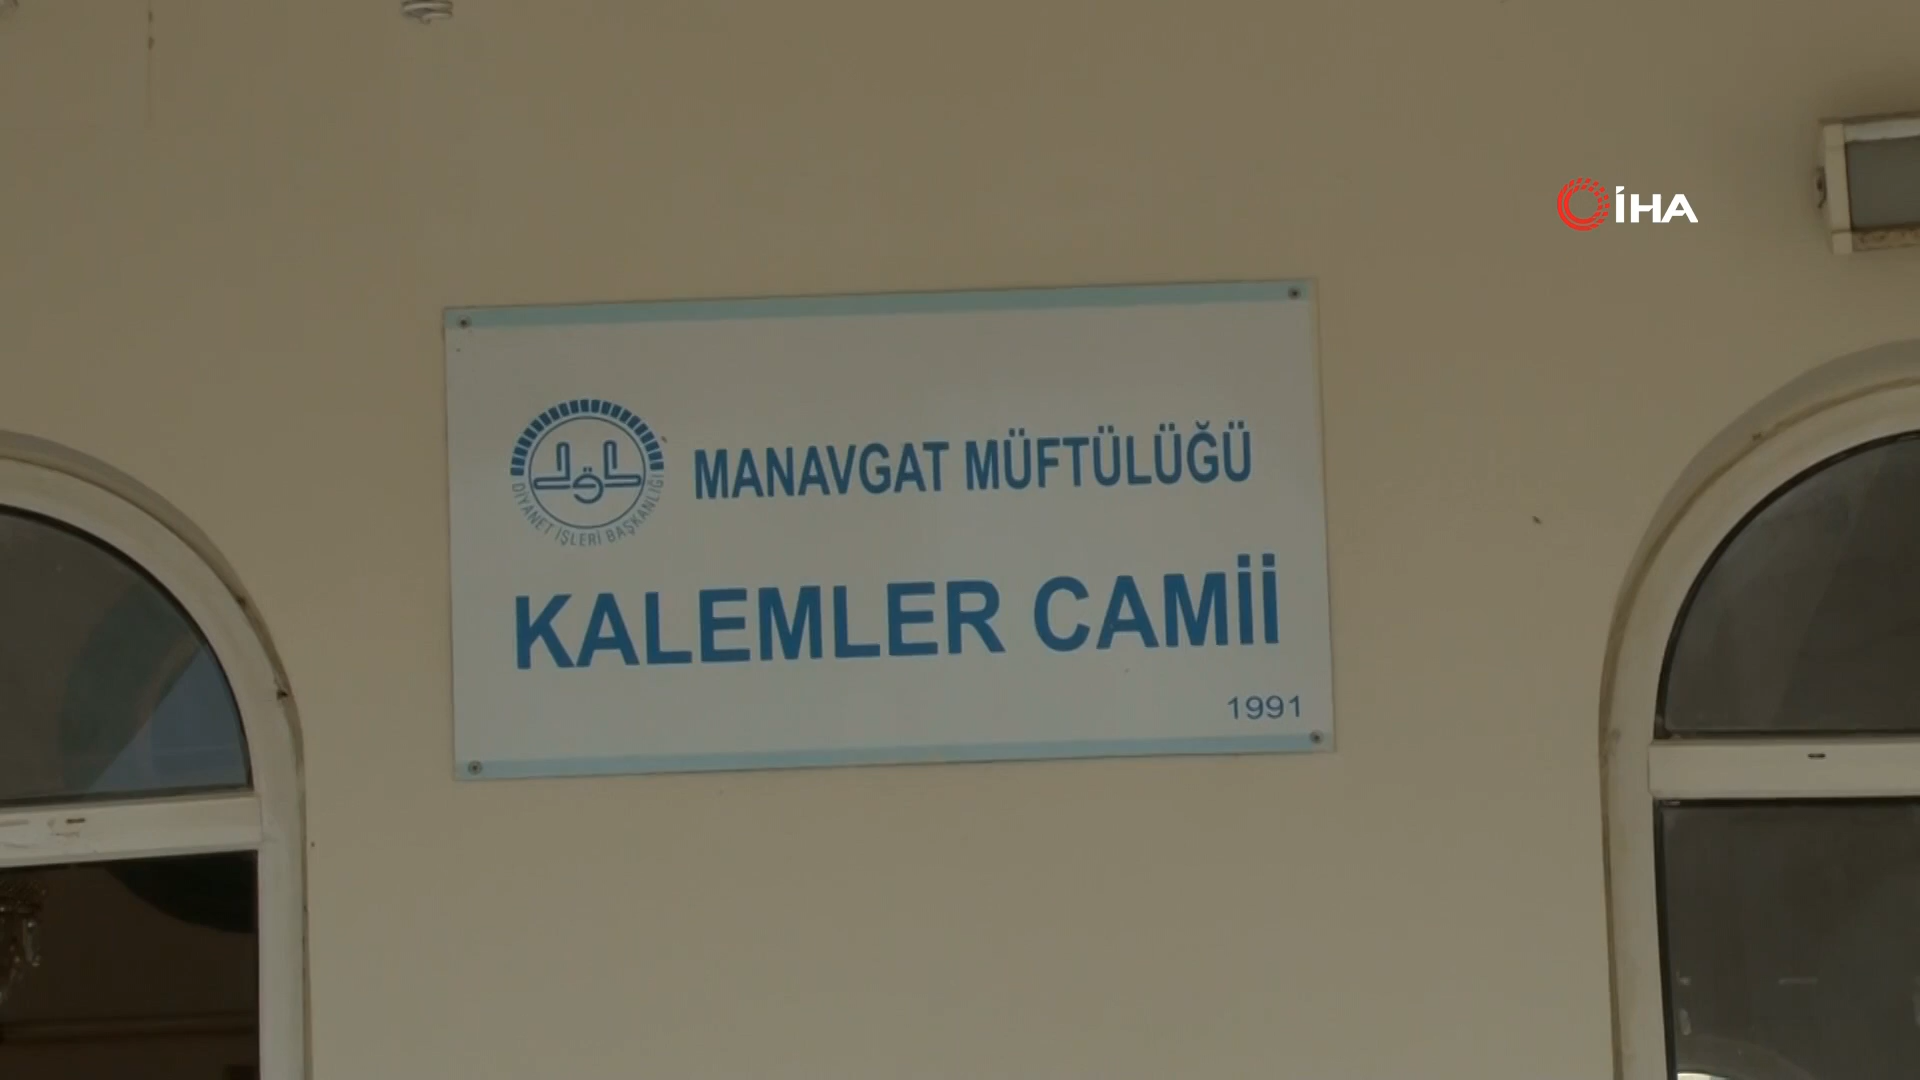 İHA
MANAVGAT MÜFTÜLÜĞÜ
DİYANET İŞLERİ BAŞKANLIĞI
KALEMLER CAMİİ
1991